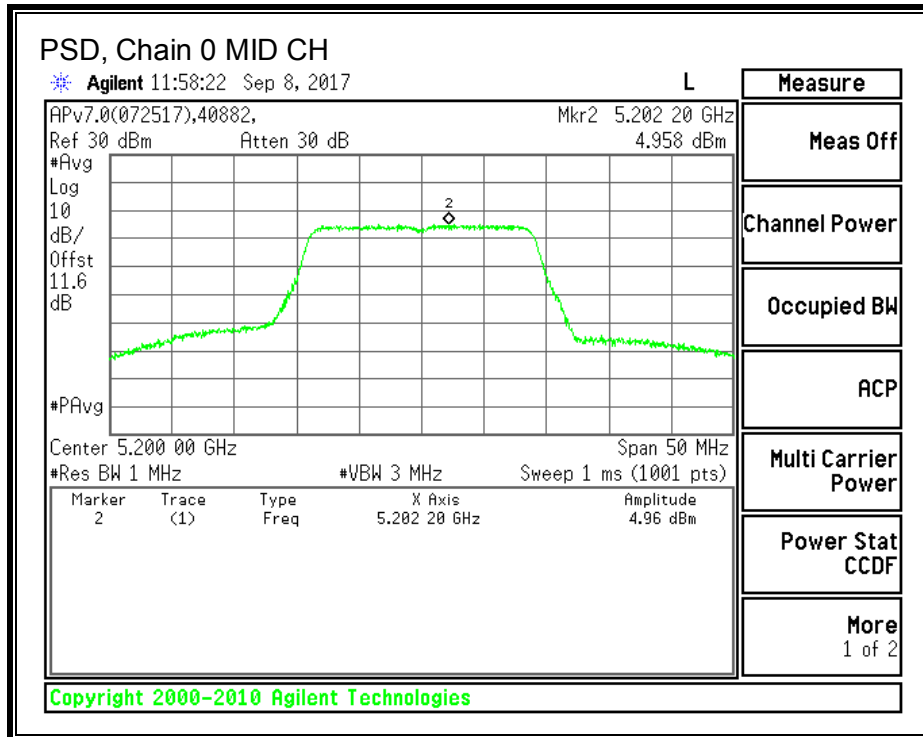 PSD, Chain 0 MID CH
Agilent 11:58:22 Sep 8, 2017 L
APv7.0(072517),40882, Mkr2 5.202 20 GHz
Ref 30 dBm Atten 30 dB 4.958 dBm
#Avg
Log
10
dB/
Offst
11.6
dB
2
#PAvg
Center 5.200 00 GHz Span 50 MHz
#Res BW 1 MHz #VBW 3 MHz Sweep 1 ms (1001 pts)
Marker Trace Type X Axis Amplitude
2 (1) Freq 5.202 20 GHz 4.96 dBm
Measure
Meas Off
Channel Power
Occupied BW
ACP
Multi Carrier
Power
Power Stat
CCDF
More
1 of 2
Copyright 2000-2010 Agilent Technologies